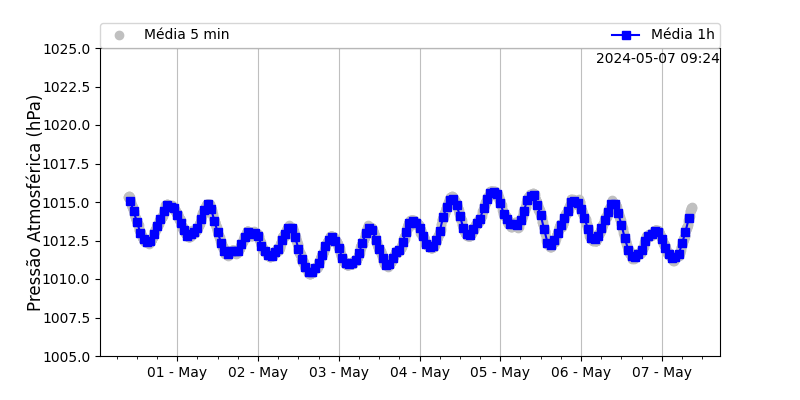 Média 5 min
Média 1h
2024-05-07 09:24
Pressão Atmosférica (hPa)
1025.0
1022.5
1020.0
1017.5
1015.0
1012.5
1010.0
1007.5
1005.0
01 - May
02 - May
03 - May
04 - May
05 - May
06 - May
07 - May